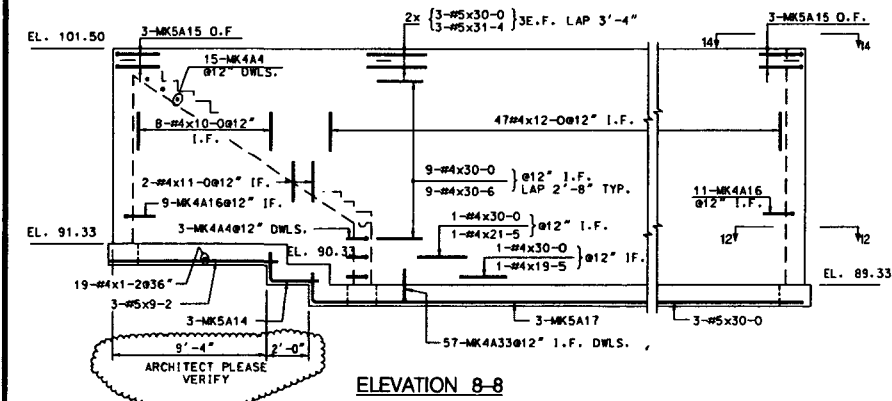 3-MK5A15 O.F
2x { 3-#5x30-0
3-#5x31-4 } 3E.F. LAP 3'-4"
3-MK5A15 O.F.
EL. 101.50
14
14
15-MK4A4
@12" DWLS.
8-#4x10-0@12"
I.F.
47#4x12-0@12" I.F.
2-#4x11-0@12" IF.
9-#4x30-0
9-#4x30-6 } @12" I.F.
LAP 2'-8" TYP.
9-MK4A16@12" IF.
11-MK4A16
@12" I.F.
3-MK4A4@12" DWLS.
1-#4x30-0
1-#4x21-5 } @12" I.F.
EL. 91.33
12
12
EL. 90.33
1-#4x30-0
1-#4x19-5 } @12" IF.
EL. 89.33
19-#4x1-2@36"
3-#5x9-2
3-MK5A14
3-MK5A17
3-#5x30-0
9'-4"
2'-0"
57-MK4A33@12" I.F. DWLS.
ARCHITECT PLEASE
VERIFY
ELEVATION 8-8